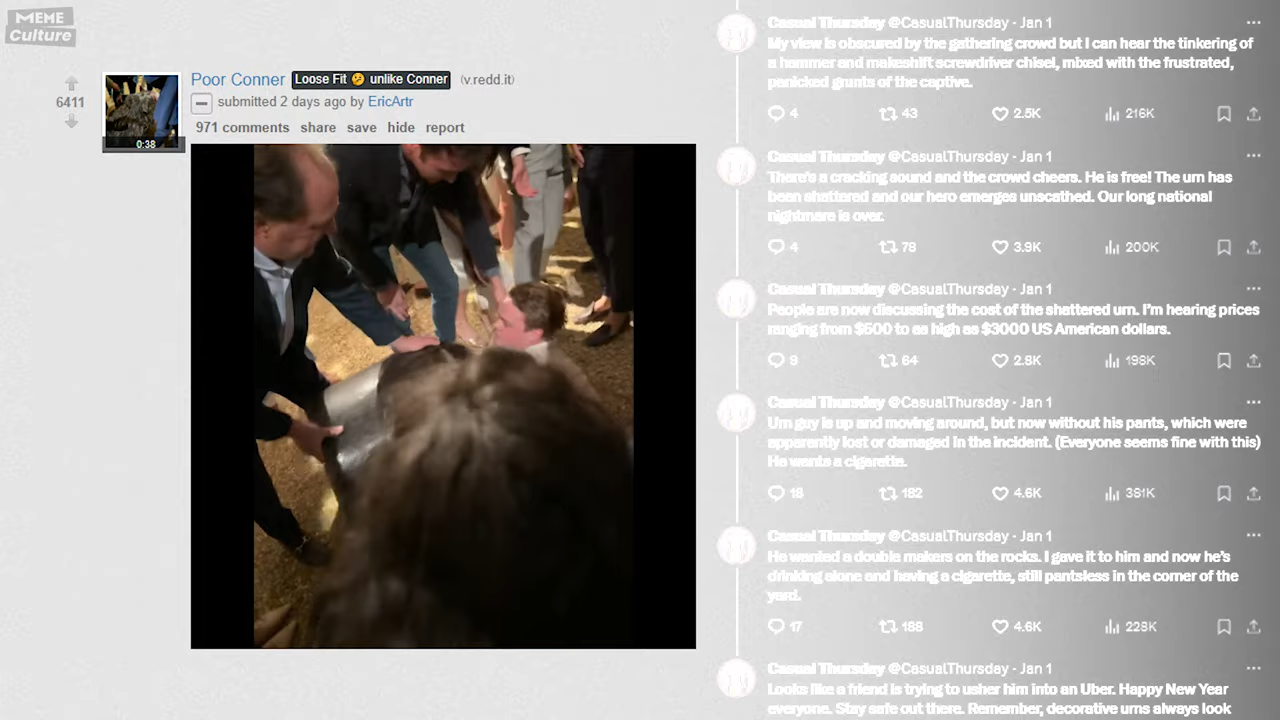 MEME
Culture
6411
0:38
Poor Conner Loose Fit 🤨 unlike Conner (v.redd.it)
submitted 2 days ago by EricArtr
971 comments share save hide report
Casual Thursday @CasualThursday · Jan 1
My view is obscured by the gathering crowd but I can hear the tinkering of
a hammer and makeshift screwdriver chisel, mixed with the frustrated,
panicked grunts of the captive.
4 43 2.5K 216K
Casual Thursday @CasualThursday · Jan 1
There's a cracking sound and the crowd cheers. He is free! The urn has
been shattered and our hero emerges unscathed. Our long national
nightmare is over.
4 78 3.9K 200K
Casual Thursday @CasualThursday · Jan 1
People are now discussing the cost of the shattered urn. I'm hearing prices
ranging from $500 to as high as $3000 US American dollars.
9 64 2.8K 198K
Casual Thursday @CasualThursday · Jan 1
Urn guy is up and moving around, but now without his pants, which were
apparently lost or damaged in the incident. (Everyone seems fine with this)
He wants a cigarette.
18 182 4.6K 381K
Casual Thursday @CasualThursday · Jan 1
He wanted a double makers on the rocks. I gave it to him and now he's
drinking alone and having a cigarette, still pantsless in the corner of the
yard.
17 188 4.6K 228K
Casual Thursday @CasualThursday · Jan 1
Looks like a friend is trying to usher him into an Uber. Happy New Year
everyone. Stay safe out there. Remember, decorative urns always look